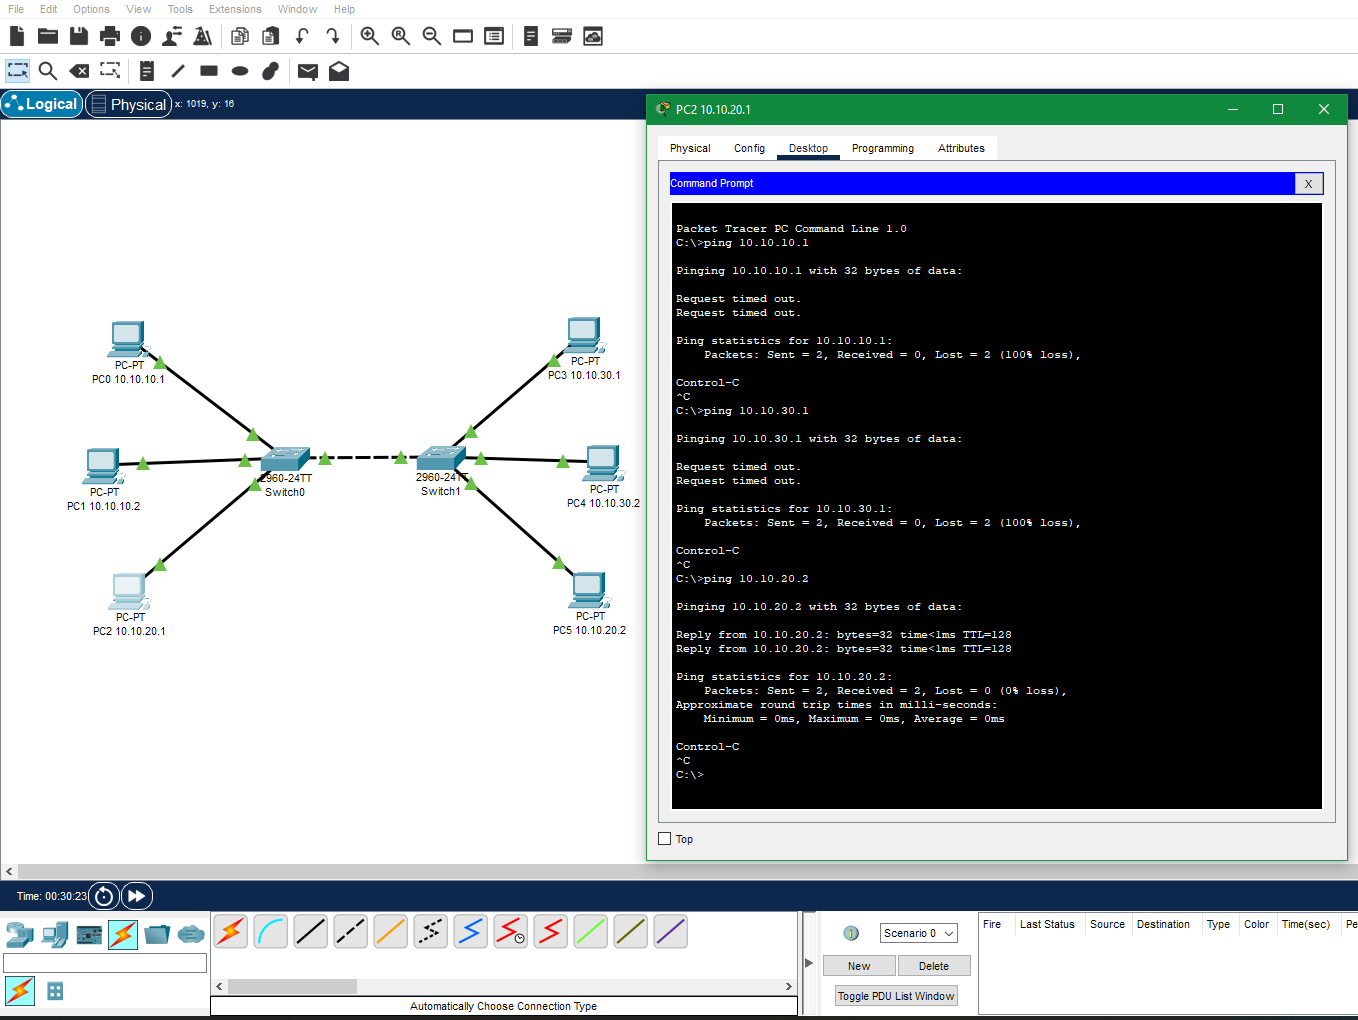 File Edit Options View Tools Extensions Window Help
Logical Physical x: 1019, y: 16
PC2 10.10.20.1
Physical Config Desktop Programming Attributes
Command Prompt X
Packet Tracer PC Command Line 1.0
C:\>ping 10.10.10.1
Pinging 10.10.10.1 with 32 bytes of data:
Request timed out.
Request timed out.
Ping statistics for 10.10.10.1:
Packets: Sent = 2, Received = 0, Lost = 2 (100% loss),
Control-C
^C
C:\>ping 10.10.30.1
Pinging 10.10.30.1 with 32 bytes of data:
Request timed out.
Request timed out.
Ping statistics for 10.10.30.1:
Packets: Sent = 2, Received = 0, Lost = 2 (100% loss),
Control-C
^C
C:\>ping 10.10.20.2
Pinging 10.10.20.2 with 32 bytes of data:
Reply from 10.10.20.2: bytes=32 time<1ms TTL=128
Reply from 10.10.20.2: bytes=32 time<1ms TTL=128
Ping statistics for 10.10.20.2:
Packets: Sent = 2, Received = 2, Lost = 0 (0% loss),
Approximate round trip times in milli-seconds:
Minimum = 0ms, Maximum = 0ms, Average = 0ms
Control-C
^C
C:\>
Top
PC-PT
PC0 10.10.10.1
PC-PT
PC3 10.10.30.1
PC-PT
PC1 10.10.10.2
2960-24TT
Switch0
2960-24TT
Switch1
PC-PT
PC4 10.10.30.2
PC-PT
PC2 10.10.20.1
PC-PT
PC5 10.10.20.2
Time: 00:30:23
Scenario 0
New Delete
Toggle PDU List Window
Fire Last Status Source Destination Type Color Time(sec) Pe
Automatically Choose Connection Type